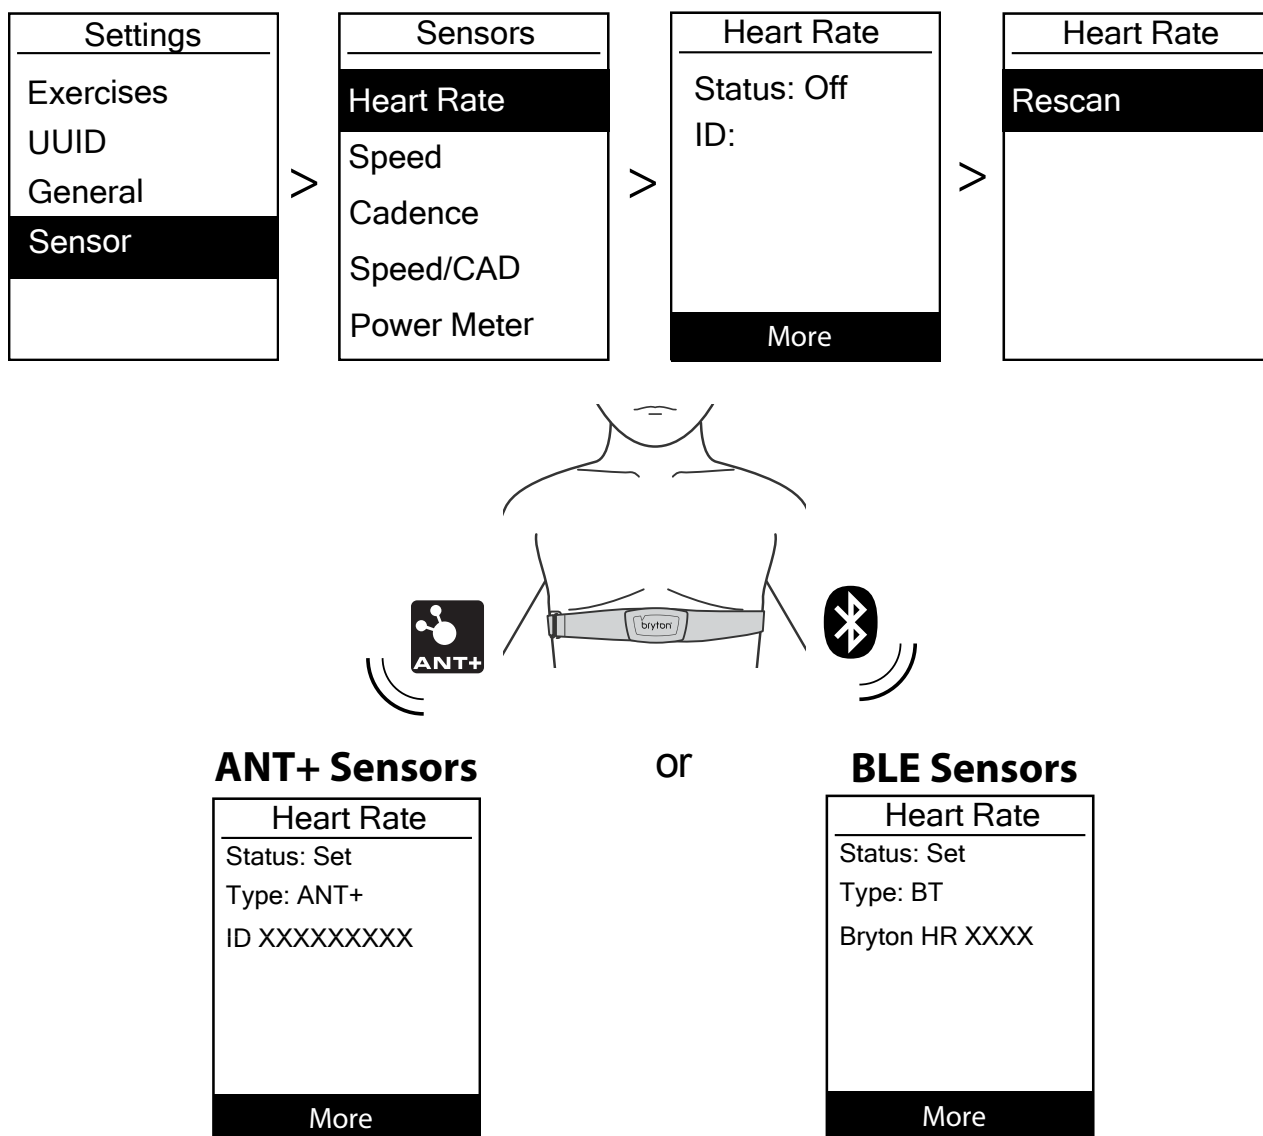 Settings
Exercises
UUID
General
Sensor
>
Sensors
Heart Rate
Speed
Cadence
Speed/CAD
Power Meter
>
Heart Rate
Status: Off
ID:
More
>
Heart Rate
Rescan
ANT+
bryton
ANT+ Sensors
or
BLE Sensors
Heart Rate
Status: Set
Type: ANT+
ID XXXXXXXXX
More
Heart Rate
Status: Set
Type: BT
Bryton HR XXXX
More